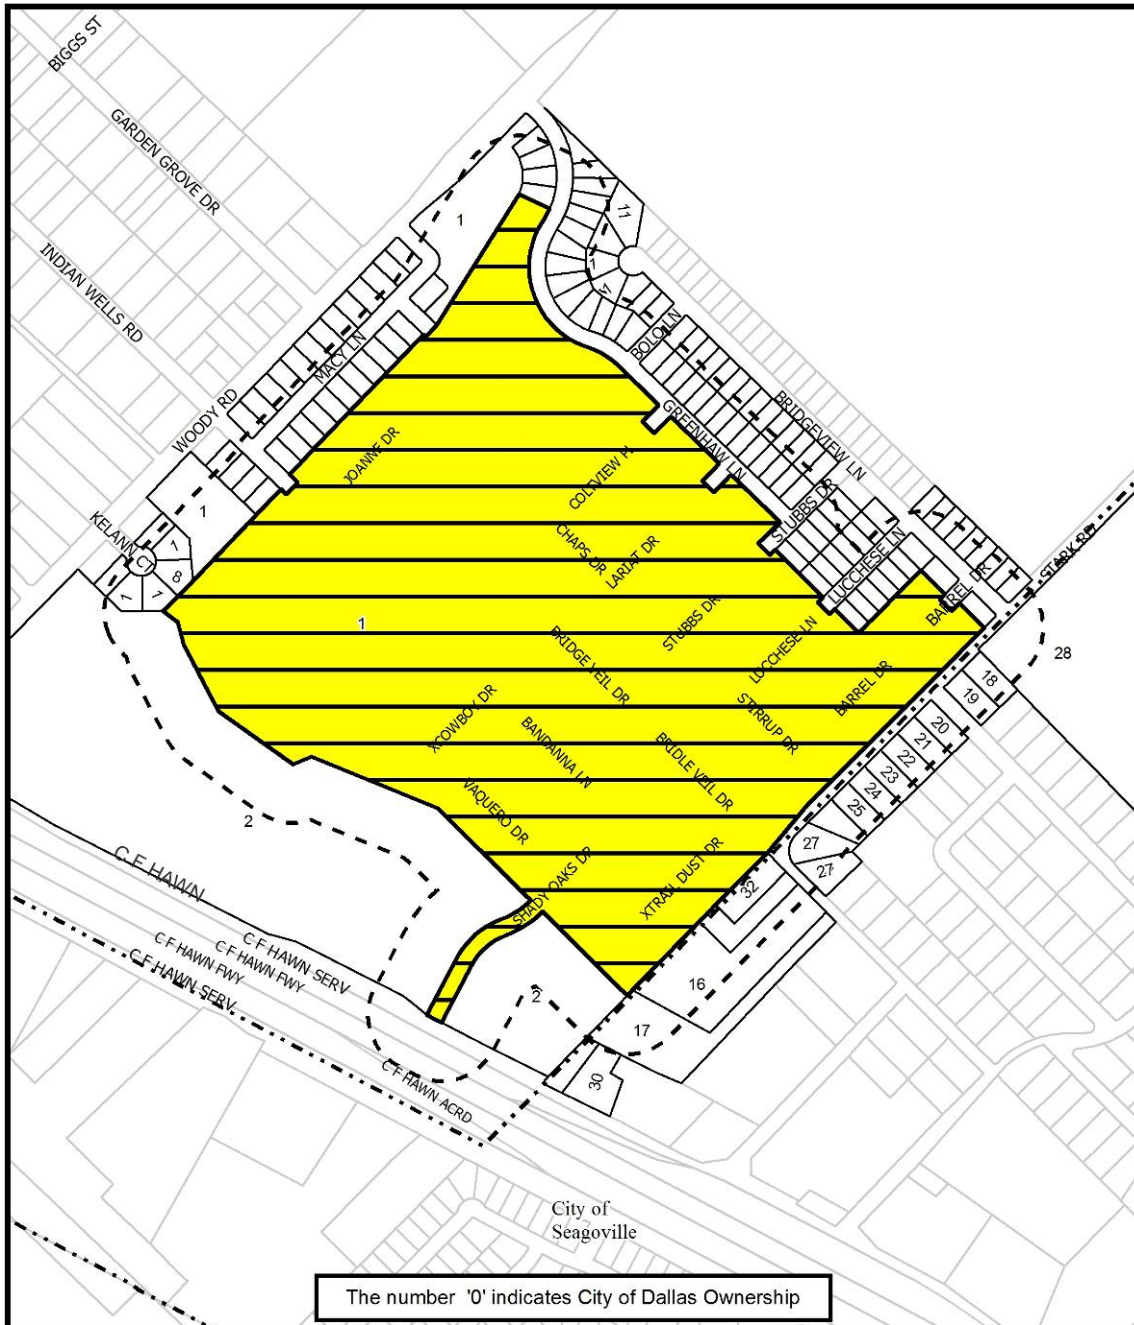 BIGGS ST
GARDEN GROVE DR
INDIAN WELLS RD
1
11
1
MACY LN
BOLO LN
WOODY RD
BRIDGEVIEW LN
GREENHAW LN
JOANNE DR
COLTVIEW Pl
STUBBS DR
1
KELANN CT
1
8
7
1
CHAPS DR
LARIAT DR
LUCCHESE LN
STARK RD
BARREL DR
1
STUBBS DR
BRIDGE VEIL DR
LUCCHESE LN
28
18
19
BARREL DR
STIRRUP DR
XCOWBOY DR
BANDANNA LN
BRIDLE VEIL DR
20
21
22
23
24
25
VAQUERO DR
2
27
27
SHADY OAKS DR
XTRAIL DUST DR
32
C F HAWN
C F HAWN SERV
C F HAWN FWY
C F HAWN FWY
C F HAWN SERV
2
16
17
30
C F HAWN ACRD
City of
Seagoville
The number '0' indicates City of Dallas Ownership